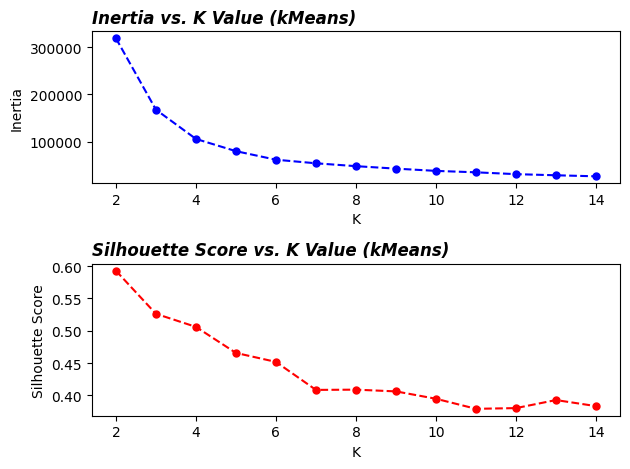 Inertia vs. K Value (kMeans)
300000
200000
100000
Inertia
2 4 6 8 10 12 14
K
Silhouette Score vs. K Value (kMeans)
0.60
0.55
0.50
0.45
0.40
Silhouette Score
2 4 6 8 10 12 14
K